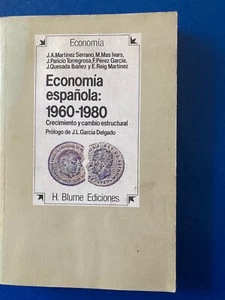 Economía
J.A.Martínez Serrano, M.Mas Ivars,
J.Paricio Torregrosa, F.Pérez García,
J.Quesada Ibáñez y E.Reig Martínez
Economía
española:
1960-1980
Crecimiento y cambio estructural
Prólogo de J.L.García Delgado
H. Blume Ediciones